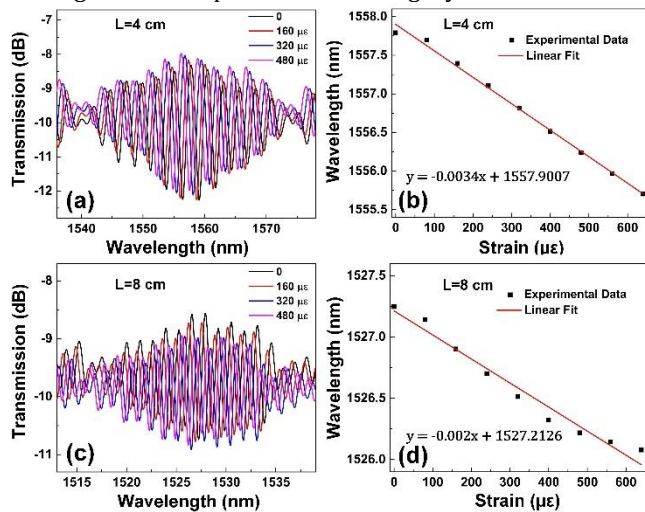 L=4 cm
0
160 με
320 με
480 με
Transmission (dB)
-7
-8
-9
-10
-11
-12
(a)
1540 1550 1560 1570
Wavelength (nm)
L=4 cm
Experimental Data
Linear Fit
Wavelength (nm)
1558.0
1557.5
1557.0
1556.5
1556.0
1555.5
y = -0.0034x + 1557.9007
(b)
0 100 200 300 400 500 600
Strain (με)
L=8 cm
0
160 με
320 με
480 με
Transmission (dB)
-8
-9
-10
-11
(c)
1515 1520 1525 1530 1535
Wavelength (nm)
L=8 cm
Experimental Data
Linear Fit
Wavelength (nm)
1527.5
1527.0
1526.5
1526.0
y = -0.002x + 1527.2126
(d)
0 100 200 300 400 500 600
Strain (με)